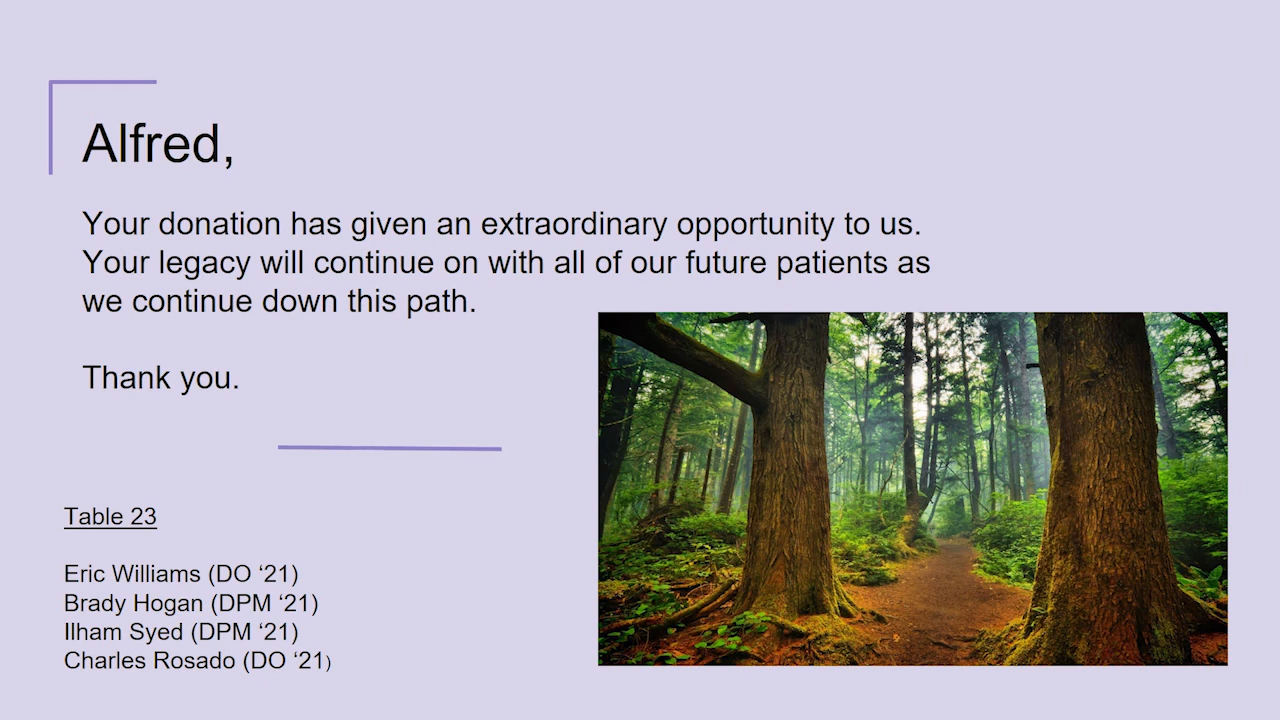 Alfred,
Your donation has given an extraordinary opportunity to us.
Your legacy will continue on with all of our future patients as
we continue down this path.
Thank you.
Table 23
Eric Williams (DO ‘21)
Brady Hogan (DPM ‘21)
Ilham Syed (DPM ‘21)
Charles Rosado (DO ‘21)